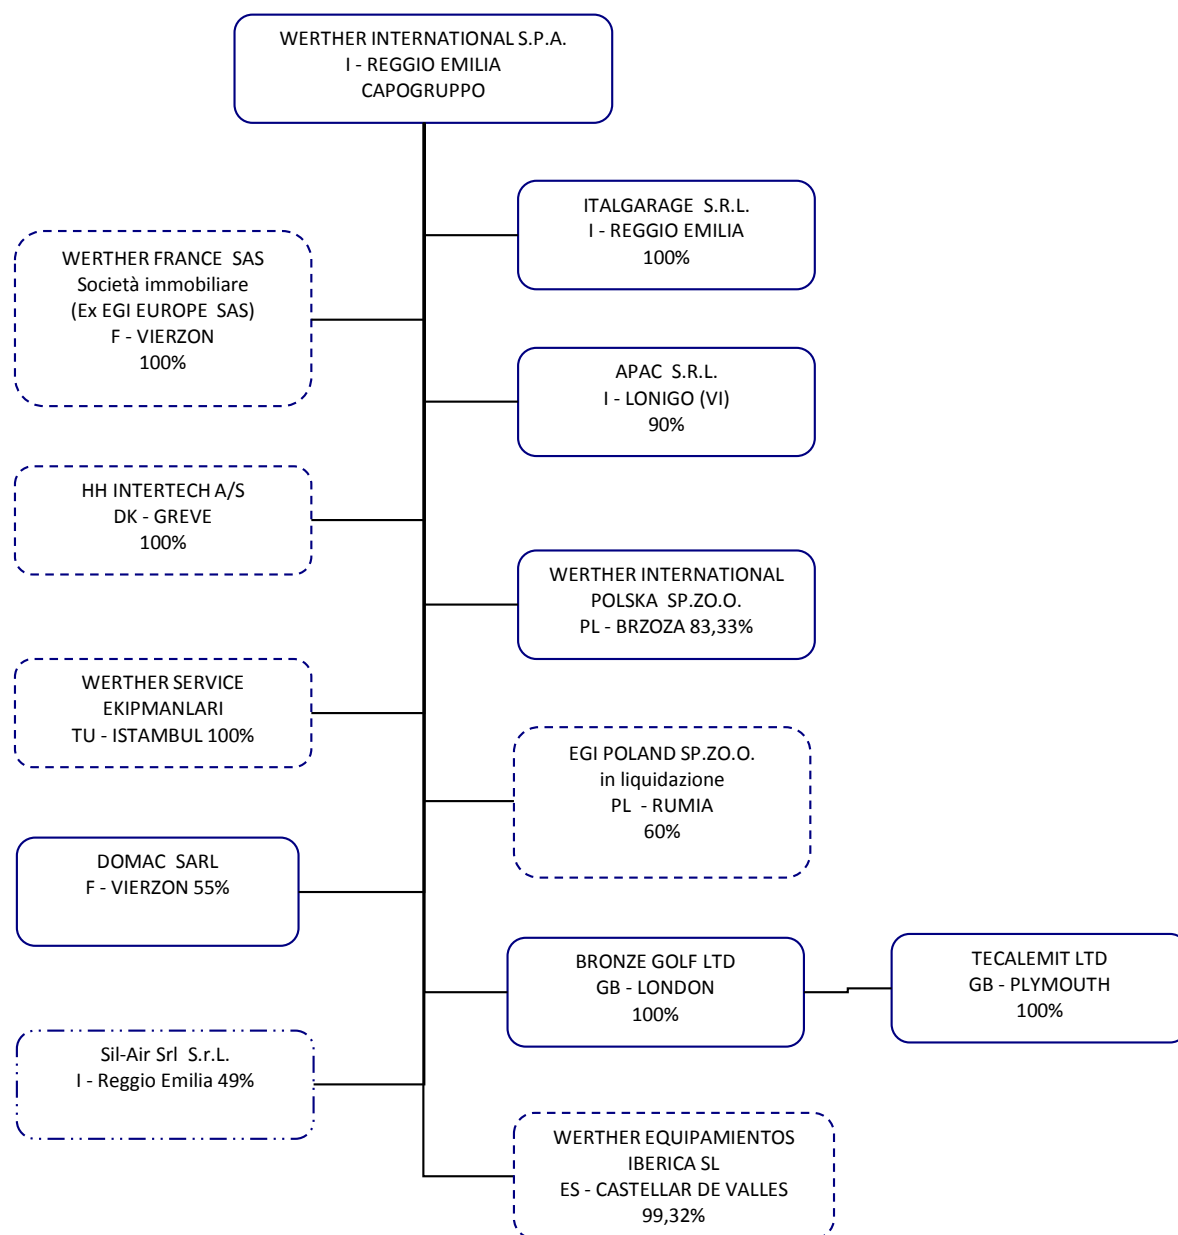 WERTHER INTERNATIONAL S.P.A.
I - REGGIO EMILIA
CAPOGRUPPO
ITALGARAGE S.R.L.
I - REGGIO EMILIA
100%
WERTHER FRANCE SAS
Società immobiliare
(Ex EGI EUROPE SAS)
F - VIERZON
100%
APAC S.R.L.
I - LONIGO (VI)
90%
HH INTERTECH A/S
DK - GREVE
100%
WERTHER INTERNATIONAL
POLSKA SP.ZO.O.
PL - BRZOZA 83,33%
WERTHER SERVICE
EKIPMANLARI
TU - ISTAMBUL 100%
EGI POLAND SP.ZO.O.
in liquidazione
PL - RUMIA
60%
DOMAC SARL
F - VIERZON 55%
BRONZE GOLF LTD
GB - LONDON
100%
TECALEMIT LTD
GB - PLYMOUTH
100%
Sil-Air Srl S.r.L.
I - Reggio Emilia 49%
WERTHER EQUIPAMIENTOS
IBERICA SL
ES - CASTELLAR DE VALLES
99,32%